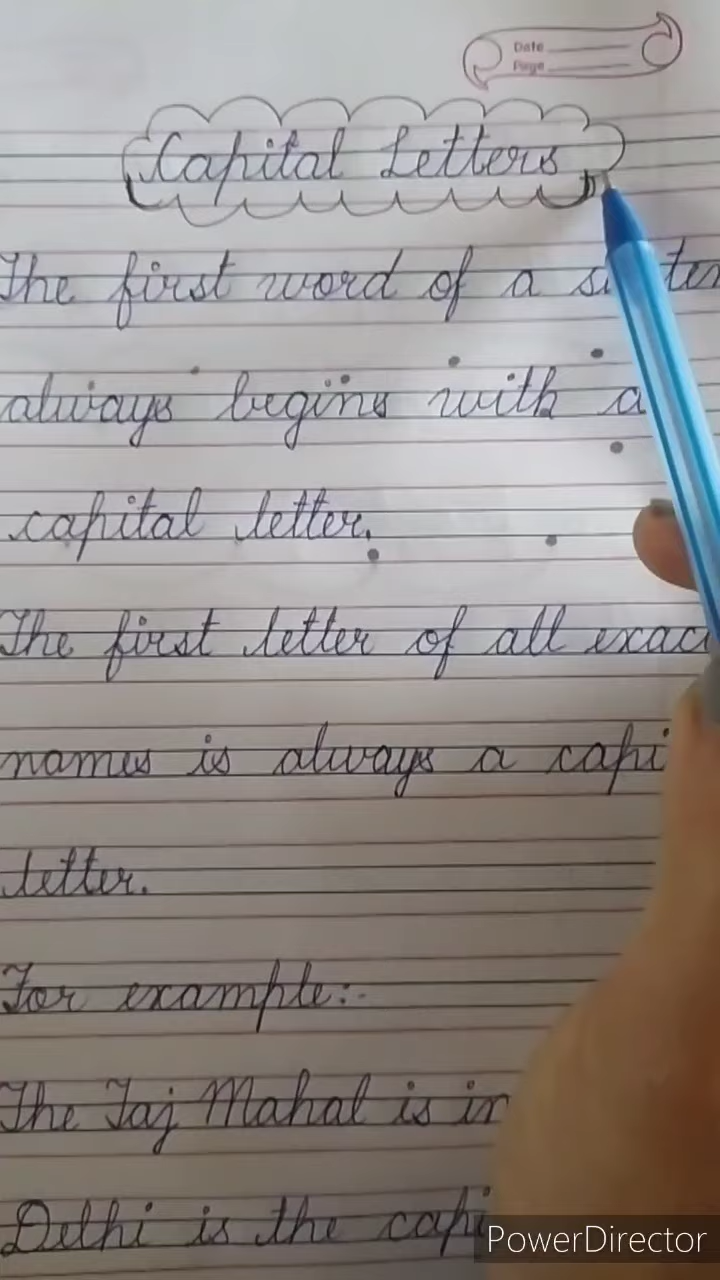 Date
Page
Capital Letters
The first word of a
always begins with a
capital letter.
The first letter of all
names is always a
letter.
For example:-
The Taj Mahal is in
Delhi is the
PowerDirector